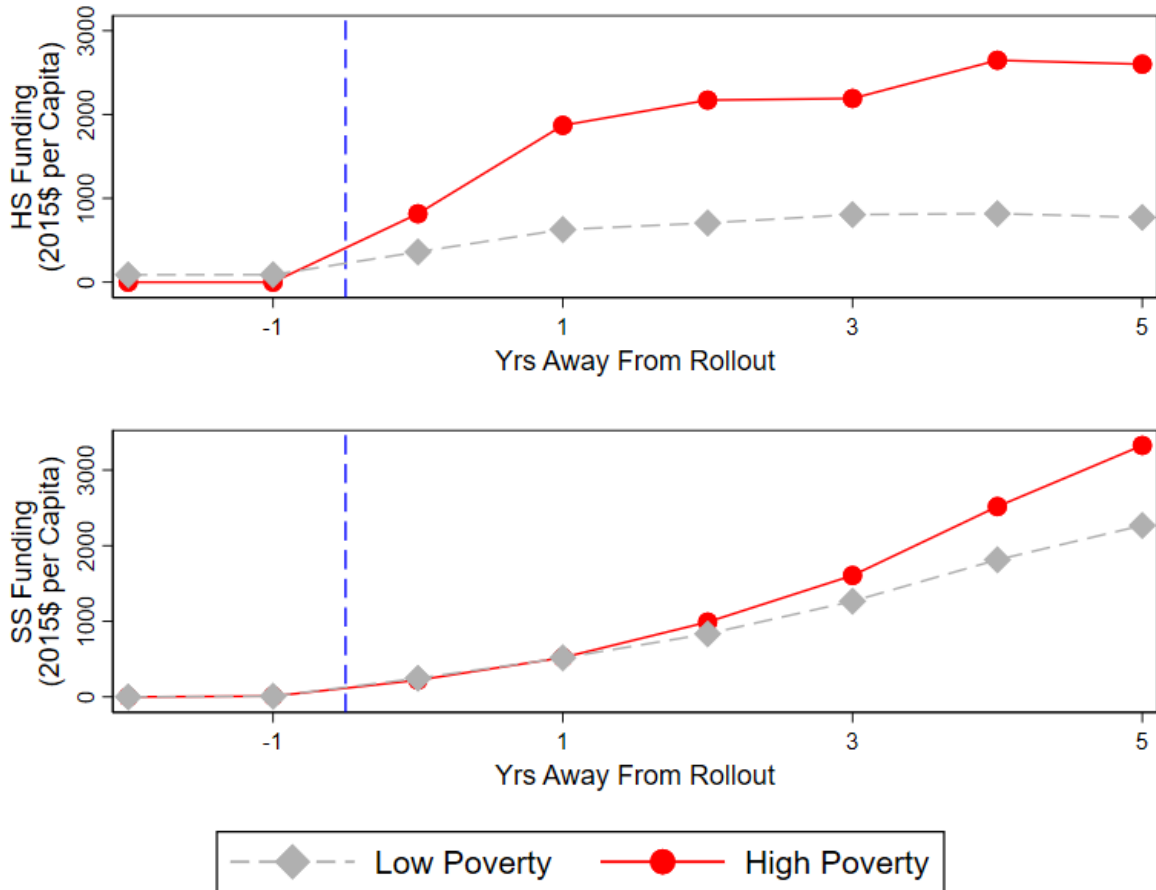 HS Funding
(2015$ per Capita)
3000
2000
1000
0
-1 1 3 5
Yrs Away From Rollout
SS Funding
(2015$ per Capita)
3000
2000
1000
0
-1 1 3 5
Yrs Away From Rollout
Low Poverty High Poverty